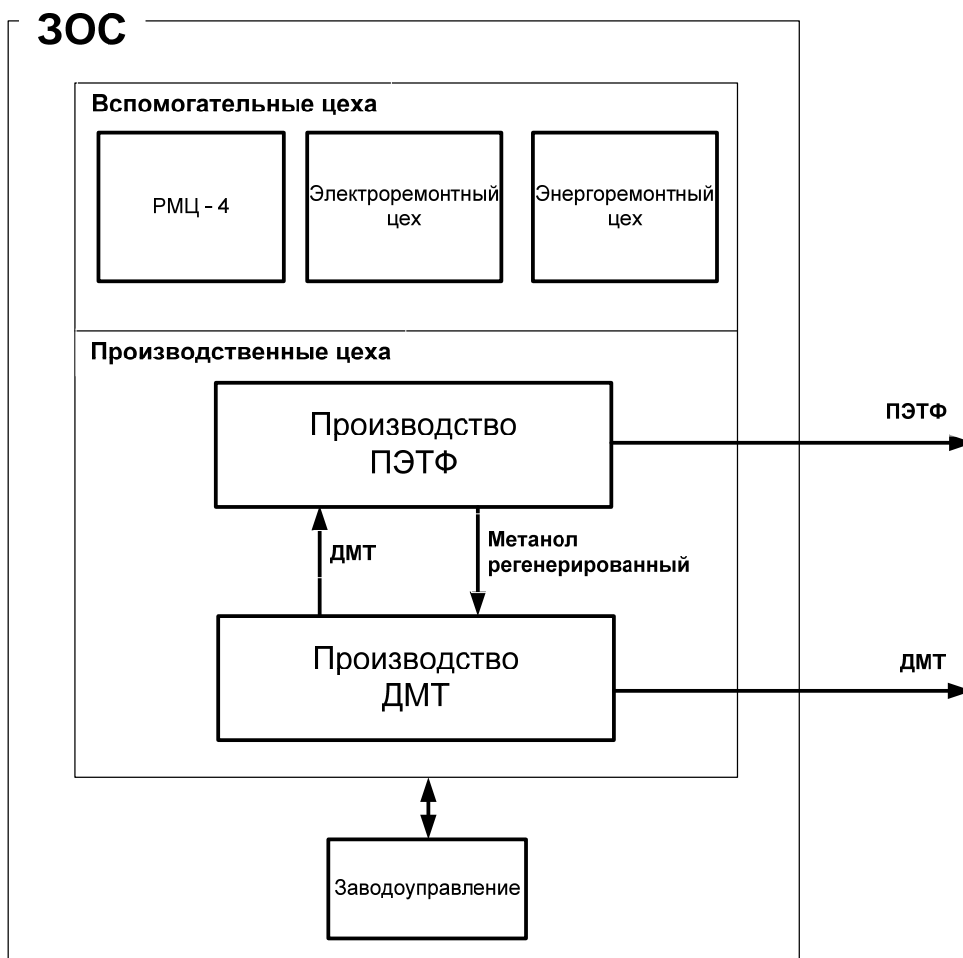 ЗОС
Вспомогательные цеха
РМЦ - 4
Электроремонтный
цех
Энергоремонтный
цех
Производственные цеха
Производство
ПЭТФ
ПЭТФ
ДМТ
Метанол
регенерированный
Производство
ДМТ
ДМТ
Заводоуправление